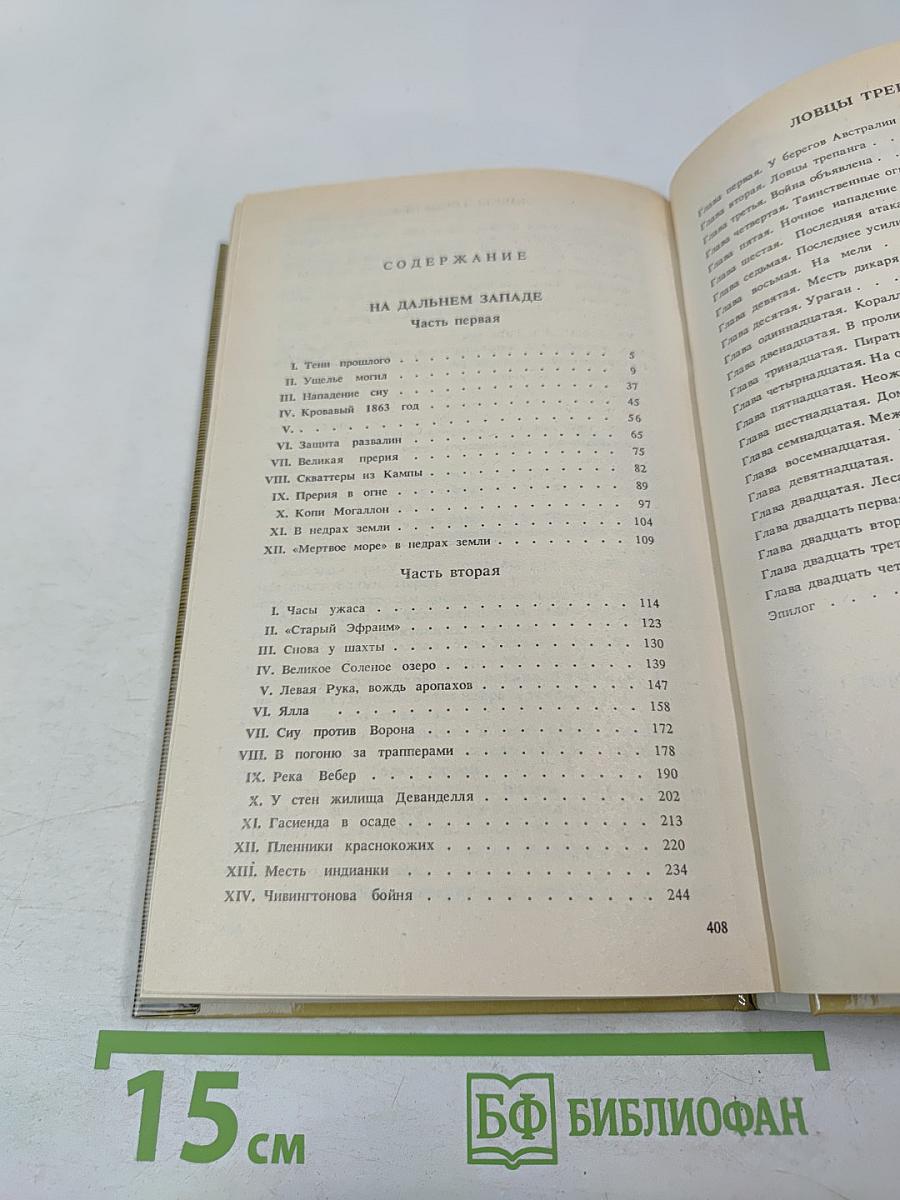 СОДЕРЖАНИЕ
НА ДАЛЬНЕМ ЗАПАДЕ
Часть первая
I. Тени прошлого . . . . . . . . . . . . . 5
II. Ущелье могил . . . . . . . . . . . . . 9
III. Нападение сиу . . . . . . . . . . . . . 37
IV. Кровавый 1863 год . . . . . . . . . . . 45
V. . . . . . . . . . . . . . . . . . . 56
VI. Защита развалин . . . . . . . . . . . . 65
VII. Великая прерия . . . . . . . . . . . . 75
VIII. Скваттеры из Кампы . . . . . . . . . . . 82
IX. Прерия в огне . . . . . . . . . . . . . 89
X. Копи Могаллон . . . . . . . . . . . . . 97
XI. В недрах земли . . . . . . . . . . . . . 104
XII. «Мертвое море» в недрах земли . . . . . . . 109
Часть вторая
I. Часы ужаса . . . . . . . . . . . . . 114
II. «Старый Эфраим» . . . . . . . . . . . . 123
III. Снова у шахты . . . . . . . . . . . . 130
IV. Великое Соленое озеро . . . . . . . . . . 139
V. Левая Рука, вождь аропахов . . . . . . . . 147
VI. Ялла . . . . . . . . . . . . . . 158
VII. Сиу против Ворона . . . . . . . . . . . 172
VIII. В погоню за трапперами . . . . . . . . . 178
IX. Река Вебер . . . . . . . . . . . . . 190
X. У стен жилища Деванделля . . . . . . . . 202
XI. Гасиенда в осаде . . . . . . . . . . . . 213
XII. Пленники краснокожих . . . . . . . . . . 220
XIII. Месть индианки . . . . . . . . . . . . 234
XIV. Чивингтонова бойня . . . . . . . . . . . 244
408
ЛОВЦЫ
Глава первая. У берегов Австралии
Глава вторая. Ловцы трепанга . . .
Глава третья. Война объявлена . .
Глава четвертая. Таинственные
Глава пятая. Ночное нападение
Глава шестая. Последняя
Глава седьмая. Последнее
Глава восьмая. На мели .
Глава девятая. Месть
Глава десятая. Ураган . . .
Глава одиннадцатая.
Глава двенадцатая. В
Глава тринадцатая.
Глава четырнадцатая. На
Глава пятнадцатая.
Глава шестнадцатая.
Глава семнадцатая.
Глава восемнадцатая.
Глава девятнадцатая.
Глава двадцатая.
Глава двадцать
Глава двадцать
Глава двадцать
Глава двадцать
Эпилог . . . . .
15 см
БФ БИБЛИОФАН